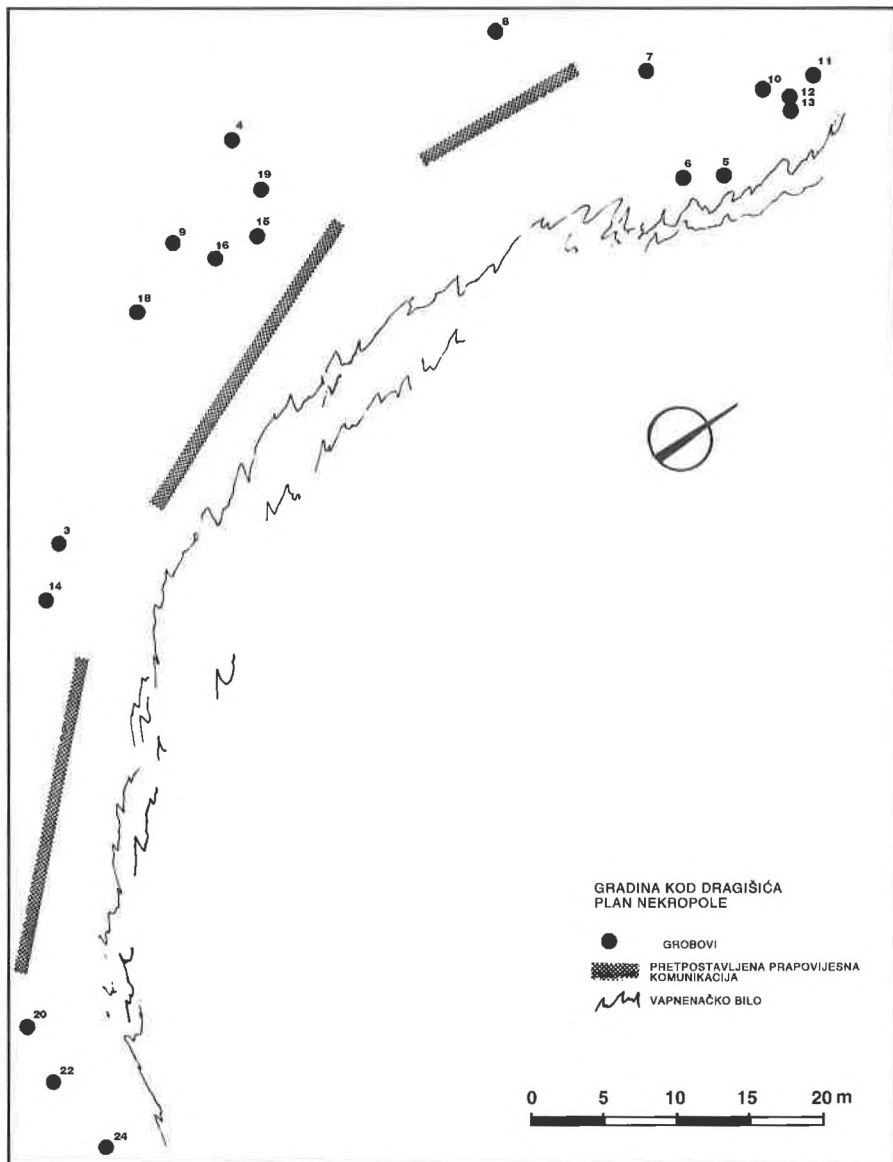 8
7
11
10
12
13
4
6
5
19
15
9
16
18
3
14
GRADINA KOD DRAGIŠIĆA
PLAN NEKROPOLE
GROBOVI
PRETPOSTAVLJENA PRAPOVIJESNA
KOMUNIKACIJA
VAPNENAČKO BILO
20
22
24
0 5 10 15 20 m